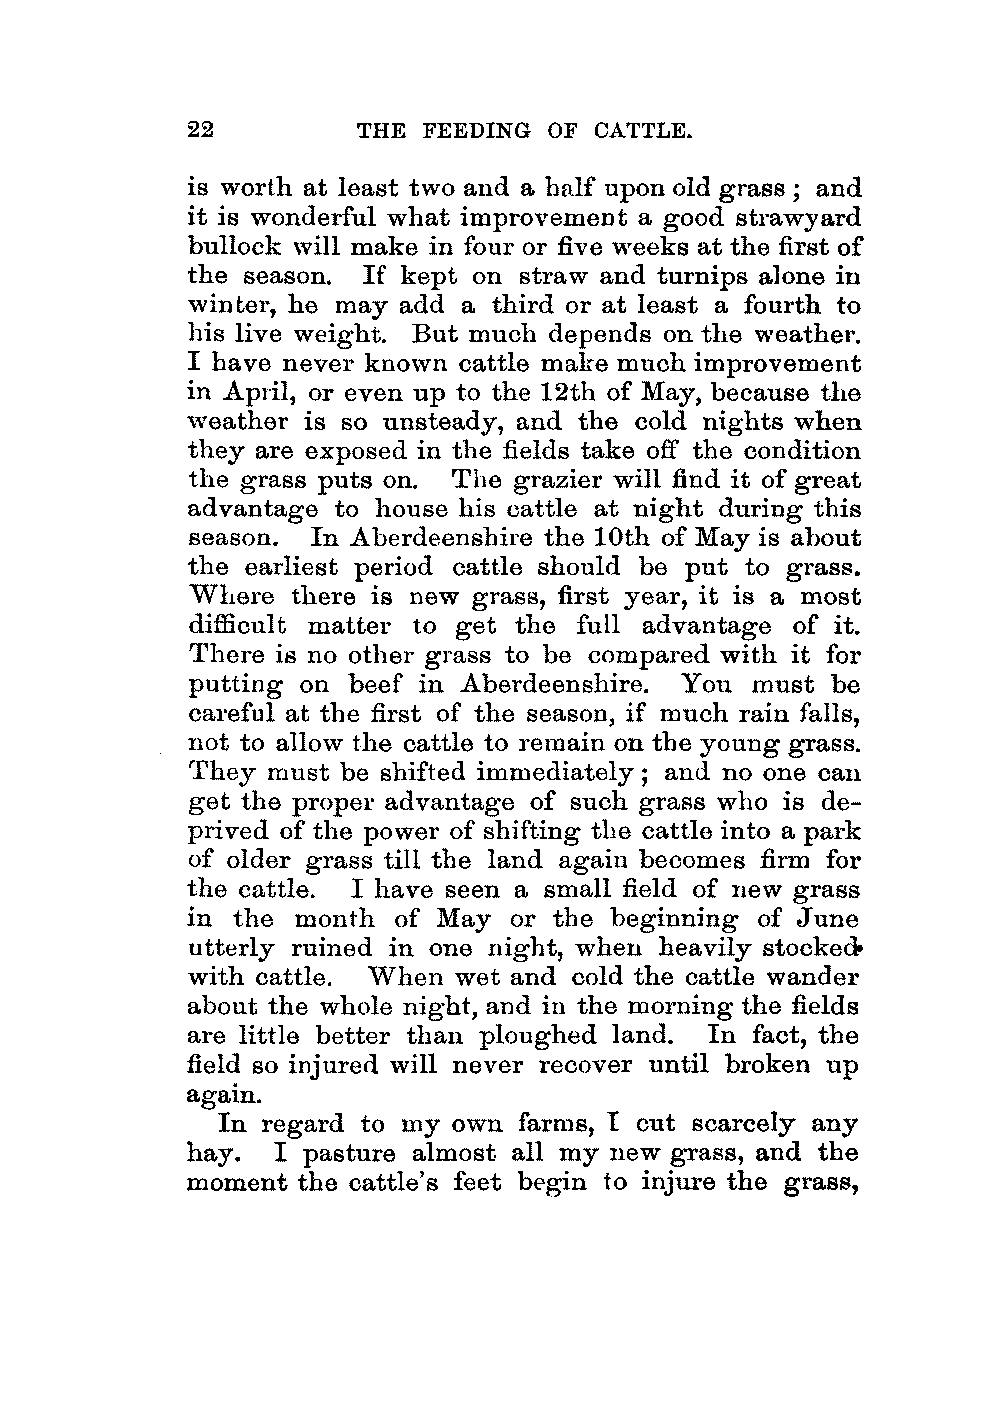 22 THE FEEDING OF CATTLE.
is worth at least two and a half upon old grass ; and
it is wonderful what improvement a good strawyard
bullock will make in four or five weeks at the first of
the season. If kept on straw and turnips alone in
winter, he may add a third or at least a fourth to
his live weight. But much depends on the weather.
I have never known cattle make much improvement
in April, or even up to the 12th of May, because the
weather is so unsteady, and the cold nights when
they are exposed in the fields take off the condition
the grass puts on. The grazier will find it of great
advantage to house his cattle at night during this
season. In Aberdeenshire the 10th of May is about
the earliest period cattle should be put to grass.
Where there is new grass, first year, it is a most
difficult matter to get the full advantage of it.
There is no other grass to be compared with it for
putting on beef in Aberdeenshire. You must be
careful at the first of the season, if much rain falls,
not to allow the cattle to remain on the young grass.
They must be shifted immediately ; and no one can
get the proper advantage of such grass who is de-
prived of the power of shifting the cattle into a park
of older grass till the land again becomes firm for
the cattle. I have seen a small field of new grass
in the month of May or the beginning of June
utterly ruined in one night, when heavily stocked
with cattle. When wet and cold the cattle wander
about the whole night, and in the morning the fields
are little better than ploughed land. In fact, the
field so injured will never recover until broken up
again.
In regard to my own farms, I cut scarcely any
hay. I pasture almost all my new grass, and the
moment the cattle's feet begin to injure the grass,